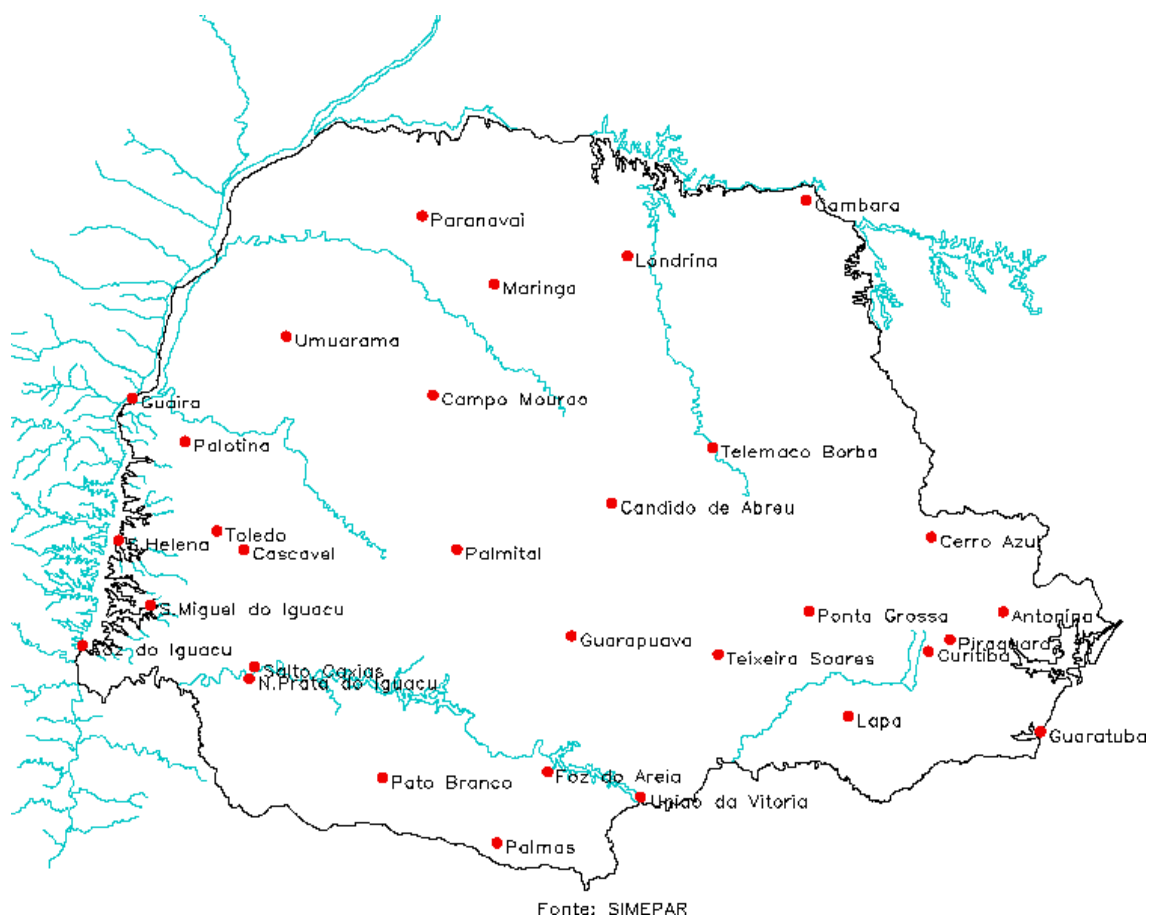 Cambara
Paranavai
Londrina
Maringa
Umuarama
Guaira
Campo Mourao
Palotina
Telemaco Borba
Candido de Abreu
Toledo
S.Helena
Cascavel
Palmital
Cerro Azul
S.Miguel do Iguacu
Ponta Grossa
Antonina
Guarapuava
Piraquara
Foz do Iguacu
Teixeira Soares
Curitiba
Salto Caxias
N.Prata do Iguacu
Lapa
Guaratuba
Pato Branco
Foz do Areia
Uniao da Vitoria
Palmas
Fonte: SIMEPAR